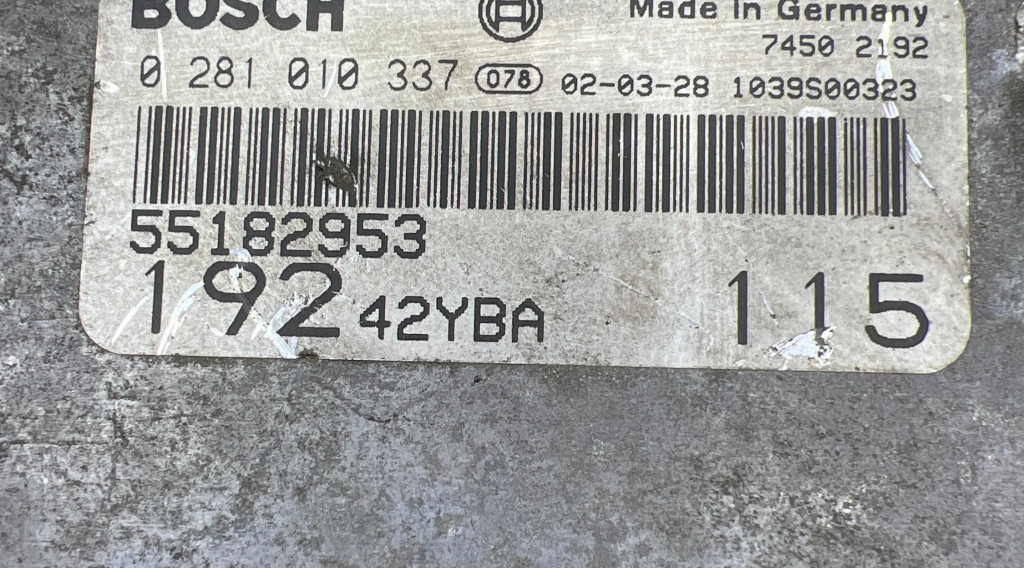 BOSCH
Made in Germany
7450 2192
0 281 010 337 078 02-03-28 1039S00323
55182953
192 42YBA 115